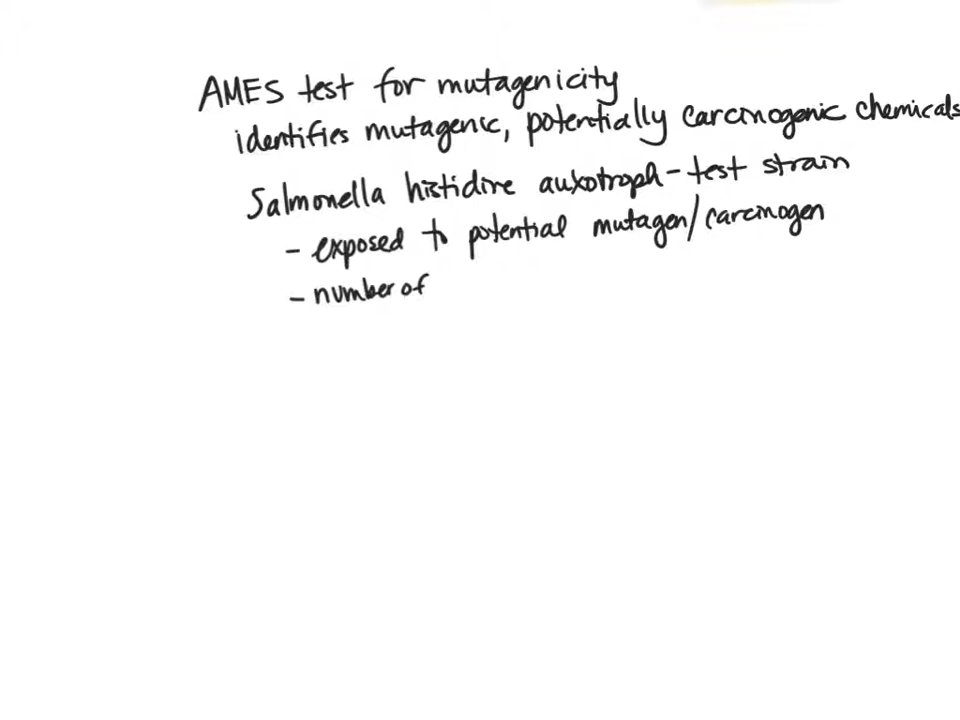 AMES test for mutagenicity
identifies mutagenic, potentially carcinogenic chemicals
Salmonella histidine auxotroph - test strain
- exposed to potential mutagen/carcinogen
- number of